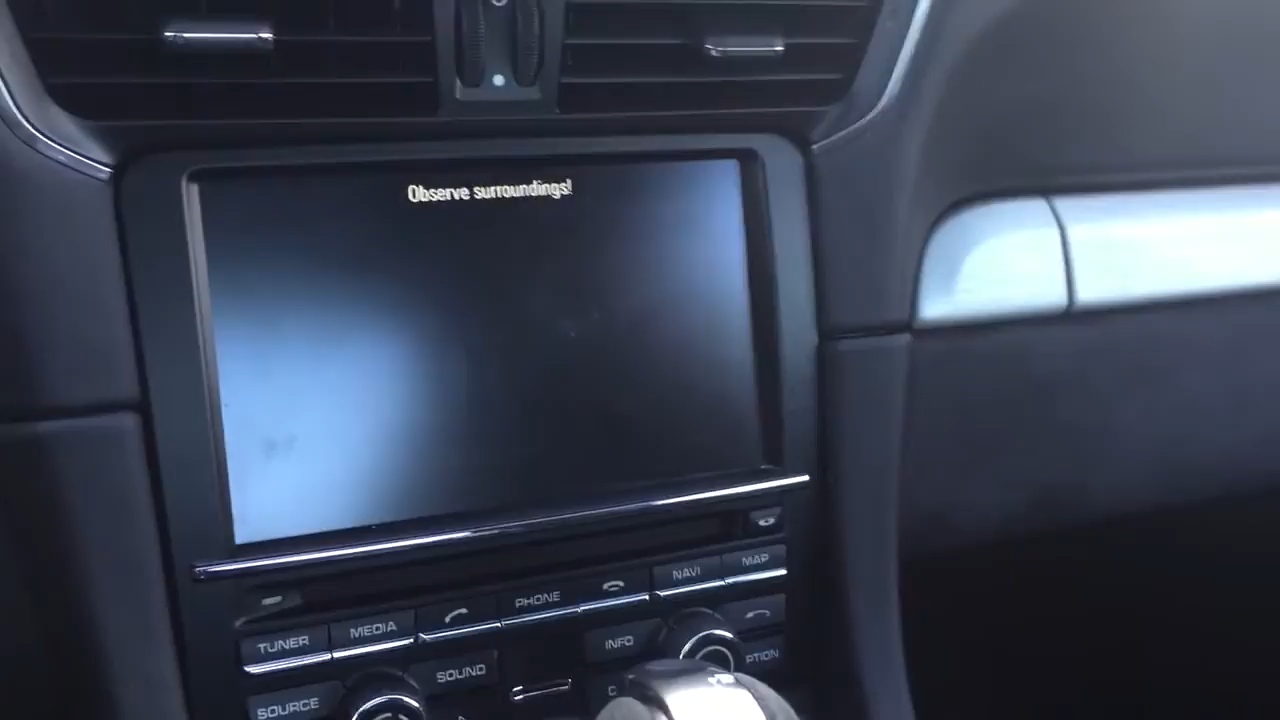 Observe surroundings!
TUNER MEDIA PHONE NAVI MAP
SOURCE SOUND INFO PTION